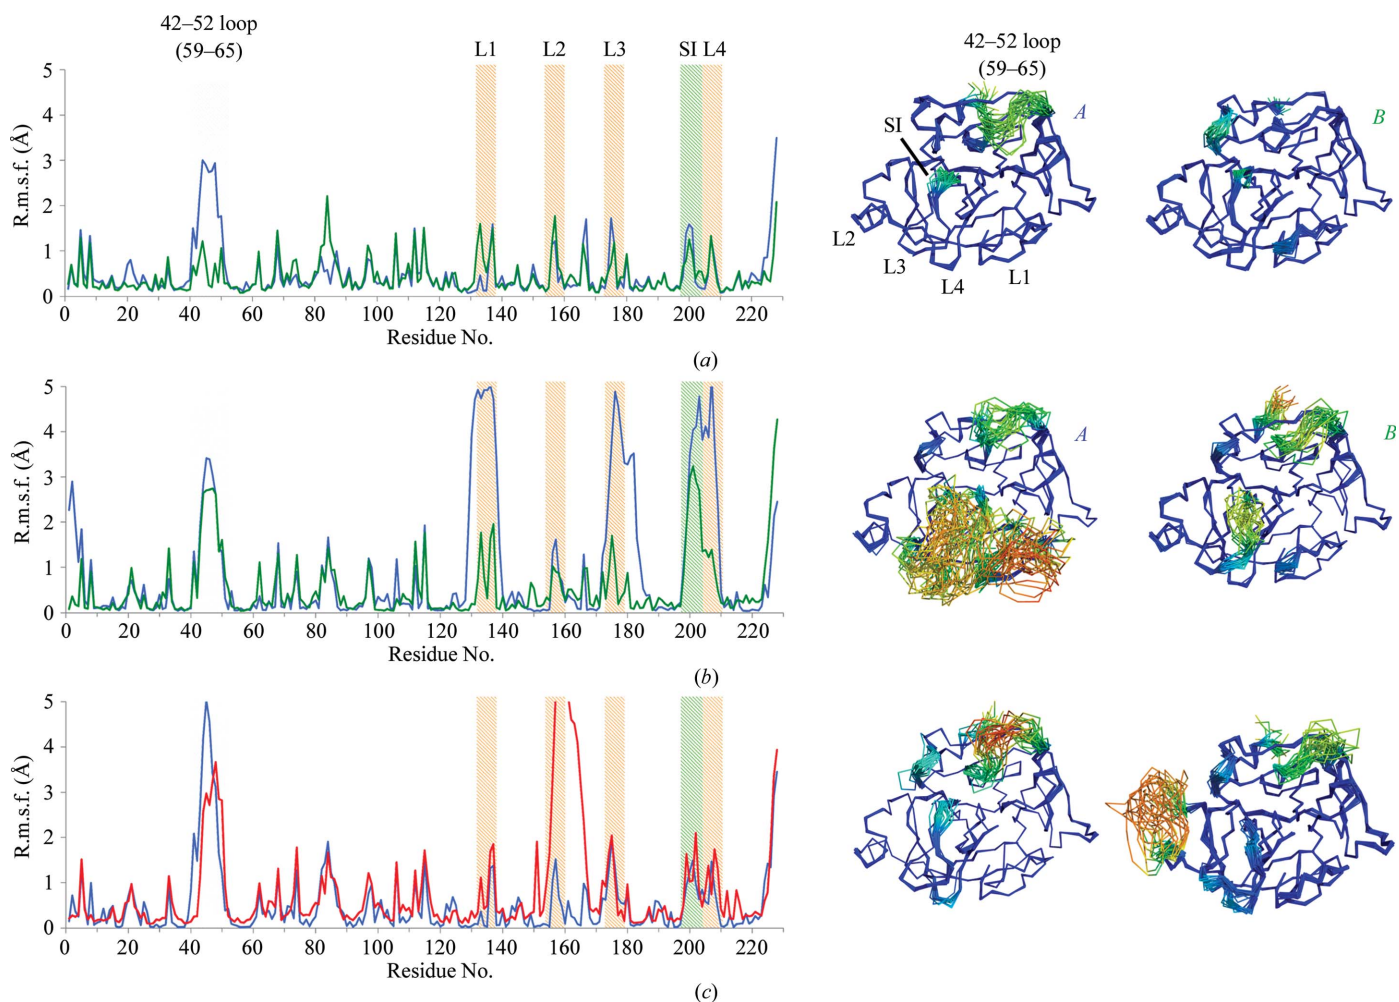 42–52 loop
(59–65)
L1 L2 L3 SI L4
5
4
3
2
1
0
R.m.s.f. (Å)
0 20 40 60 80 100 120 140 160 180 200 220
Residue No.
42–52 loop
(59–65)
A
B
SI
L2
L3
L4
L1
(a)
5
4
3
2
1
0
R.m.s.f. (Å)
0 20 40 60 80 100 120 140 160 180 200 220
Residue No.
A
B
(b)
5
4
3
2
1
0
R.m.s.f. (Å)
0 20 40 60 80 100 120 140 160 180 200 220
Residue No.
(c)